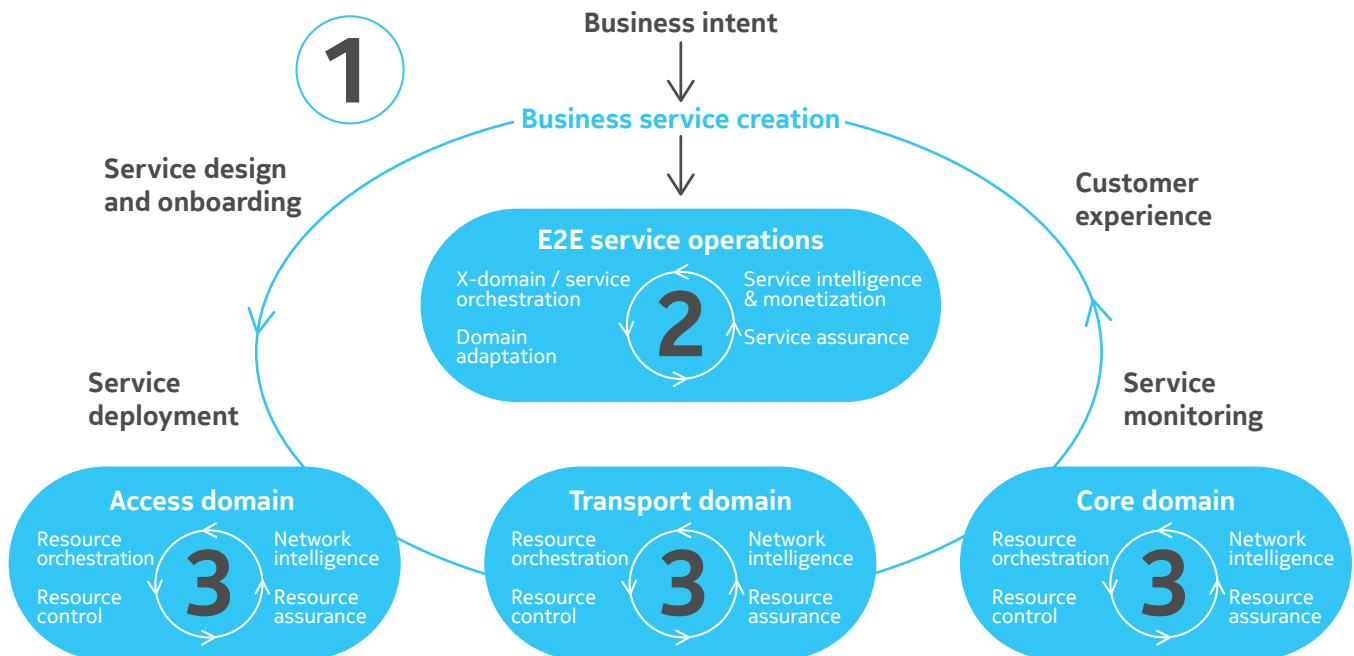 Business intent
1
Business service creation
Service design
and onboarding
Customer
experience
E2E service operations
X-domain / service
orchestration
Domain
adaptation
2
Service intelligence
& monetization
Service assurance
Service
deployment
Service
monitoring
Access domain
Resource
orchestration
Resource
control
3
Network
intelligence
Resource
assurance
Transport domain
Resource
orchestration
Resource
control
3
Network
intelligence
Resource
assurance
Core domain
Resource
orchestration
Resource
control
3
Network
intelligence
Resource
assurance